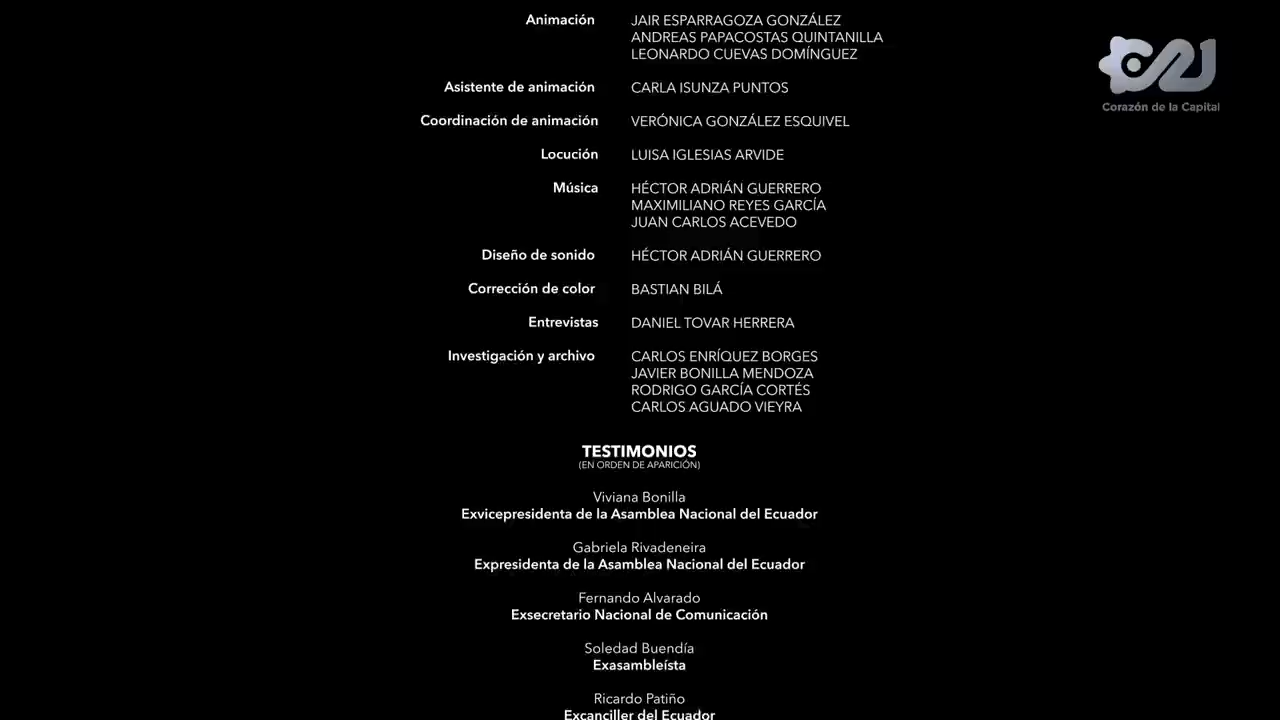 Animación JAIR ESPARRAGOZA GONZÁLEZ
ANDREAS PAPACOSTAS QUINTANILLA
LEONARDO CUEVAS DOMÍNGUEZ
Asistente de animación CARLA ISUNZA PUNTOS
Coordinación de animación VERÓNICA GONZÁLEZ ESQUIVEL
Locución LUISA IGLESIAS ARVIDE
Música HÉCTOR ADRIÁN GUERRERO
MAXIMILIANO REYES GARCÍA
JUAN CARLOS ACEVEDO
Diseño de sonido HÉCTOR ADRIÁN GUERRERO
Corrección de color BASTIAN BILÁ
Entrevistas DANIEL TOVAR HERRERA
Investigación y archivo CARLOS ENRÍQUEZ BORGES
JAVIER BONILLA MENDOZA
RODRIGO GARCÍA CORTÉS
CARLOS AGUADO VIEYRA
TESTIMONIOS
(EN ORDEN DE APARICIÓN)
Viviana Bonilla
Exvicepresidenta de la Asamblea Nacional del Ecuador
Gabriela Rivadeneira
Expresidenta de la Asamblea Nacional del Ecuador
Fernando Alvarado
Exsecretario Nacional de Comunicación
Soledad Buendía
Exasambleísta
Ricardo Patiño
Excanciller del Ecuador
C21
Corazón de la Capital